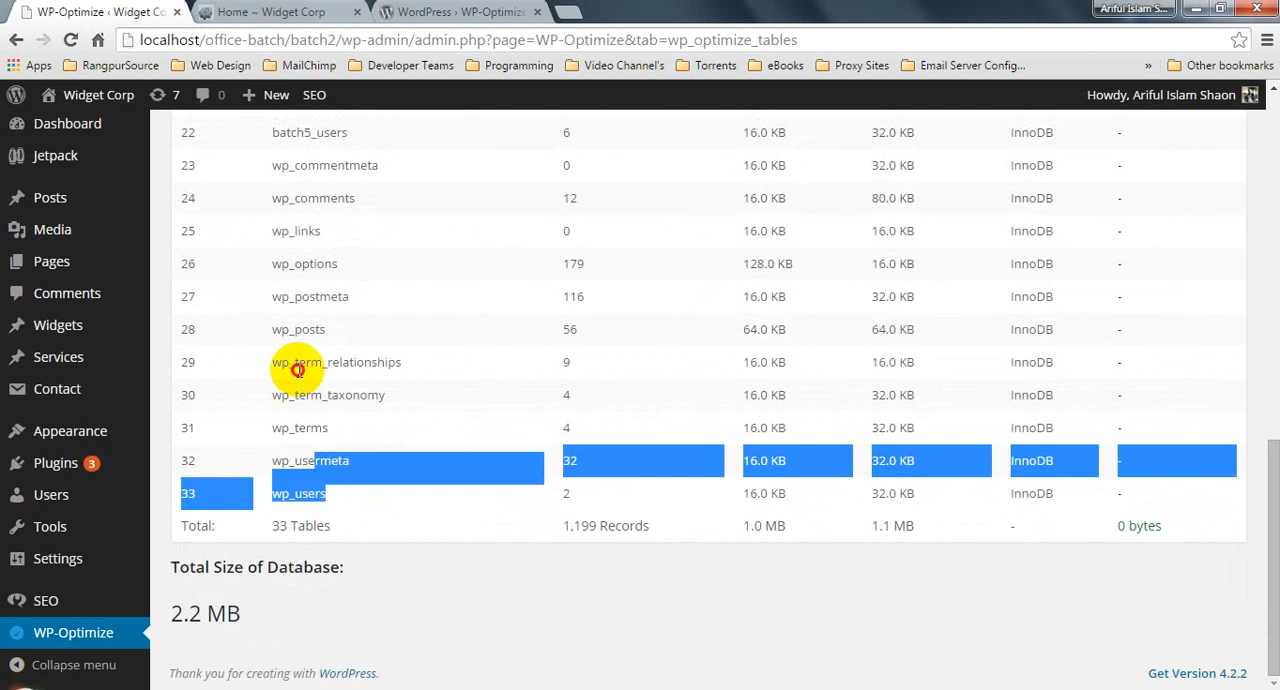 WP-Optimize ‹ Widget Co
Home ~ Widget Corp
WordPress › WP-Optimize
Ariful Islam S...
localhost/office-batch/batch2/wp-admin/admin.php?page=WP-Optimize&tab=wp_optimize_tables
Apps RangpurSource Web Design MailChimp Developer Teams Programming Video Channel's Torrents eBooks Proxy Sites Email Server Config... » Other bookmarks
Widget Corp 7 0 New SEO Howdy, Ariful Islam Shaon
Dashboard
Jetpack
Posts
Media
Pages
Comments
Widgets
Services
Contact
Appearance
Plugins 3
Users
Tools
Settings
SEO
WP-Optimize
Collapse menu
22 batch5_users 6 16.0 KB 32.0 KB InnoDB -
23 wp_commentmeta 0 16.0 KB 32.0 KB InnoDB -
24 wp_comments 12 16.0 KB 80.0 KB InnoDB -
25 wp_links 0 16.0 KB 16.0 KB InnoDB -
26 wp_options 179 128.0 KB 16.0 KB InnoDB -
27 wp_postmeta 116 16.0 KB 32.0 KB InnoDB -
28 wp_posts 56 64.0 KB 64.0 KB InnoDB -
29 wp_term_relationships 9 16.0 KB 16.0 KB InnoDB -
30 wp_term_taxonomy 4 16.0 KB 32.0 KB InnoDB -
31 wp_terms 4 16.0 KB 32.0 KB InnoDB -
32 wp_usermeta 32 16.0 KB 32.0 KB InnoDB -
33 wp_users 2 16.0 KB 32.0 KB InnoDB -
Total: 33 Tables 1,199 Records 1.0 MB 1.1 MB - 0 bytes
Total Size of Database:
2.2 MB
Thank you for creating with WordPress.
Get Version 4.2.2